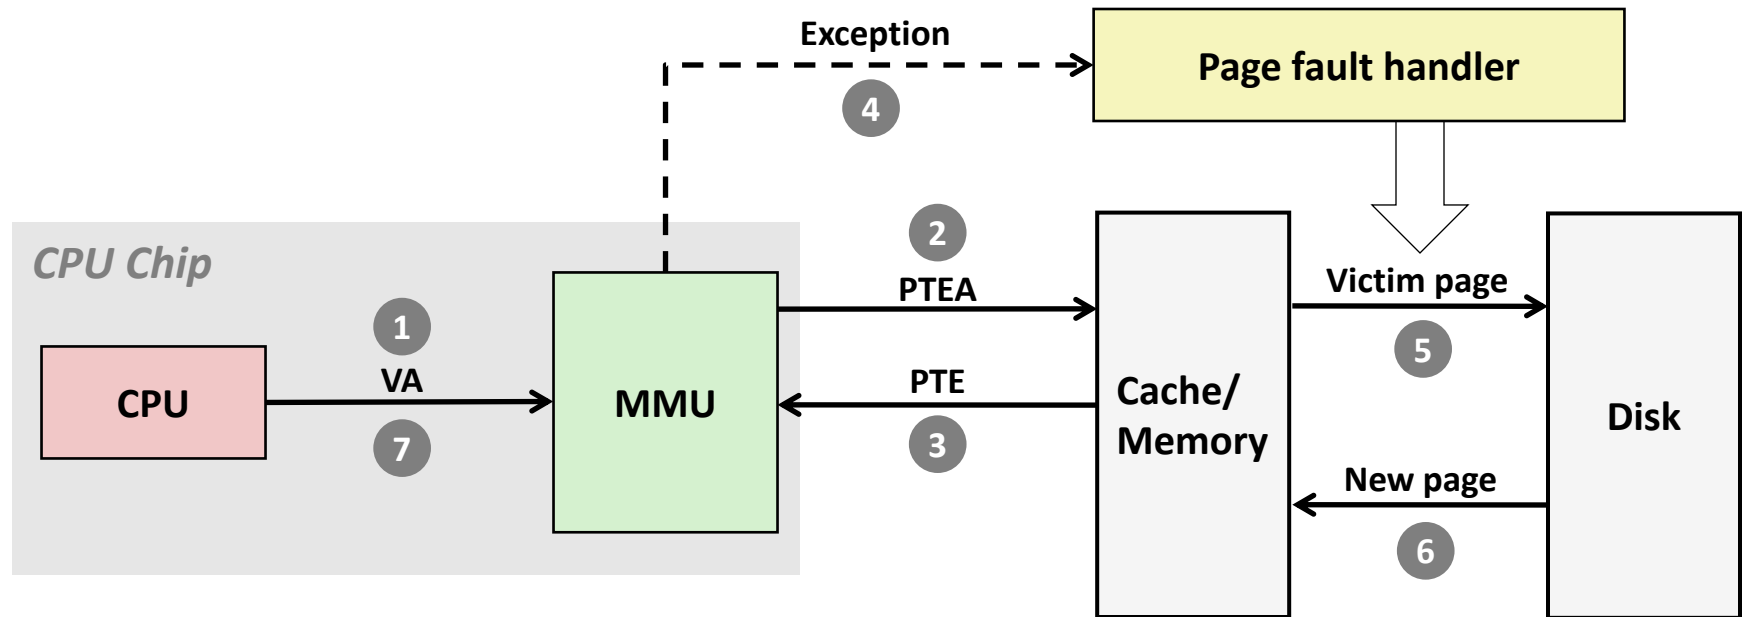 Exception
Page fault handler
4
2
CPU Chip
PTEA
Victim page
1
5
VA
PTE
CPU
MMU
Cache/
Memory
Disk
7
3
New page
6